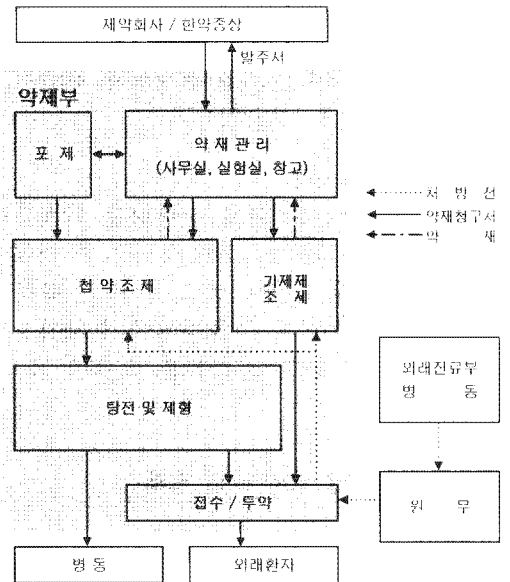 제약회사 / 한약종상
발주서
약제부
포 제
약 재 관 리
(사무실, 실험실, 창고)
처 방 전
약재청구서
약 재
첩 약 조 제
기제제
조 제
외래진료부
병 동
탕전 및 제형
접수 / 투약
원 무
병 동
외래환자